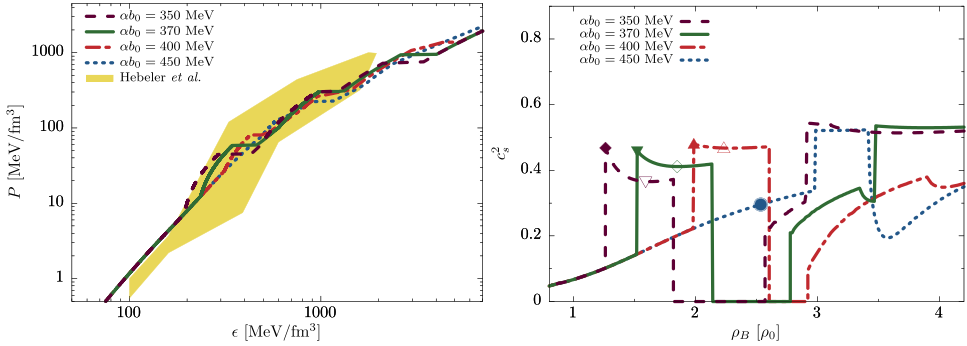 αb₀ = 350 MeV
αb₀ = 370 MeV
αb₀ = 400 MeV
αb₀ = 450 MeV
Hebeler et al.
1000
100
10
1
P [MeV/fm³]
100
1000
ϵ [MeV/fm³]
αb₀ = 350 MeV
αb₀ = 370 MeV
αb₀ = 400 MeV
αb₀ = 450 MeV
0.8
0.6
0.4
0.2
0
c²ₛ
1
2
3
4
ρ_B [ρ₀]